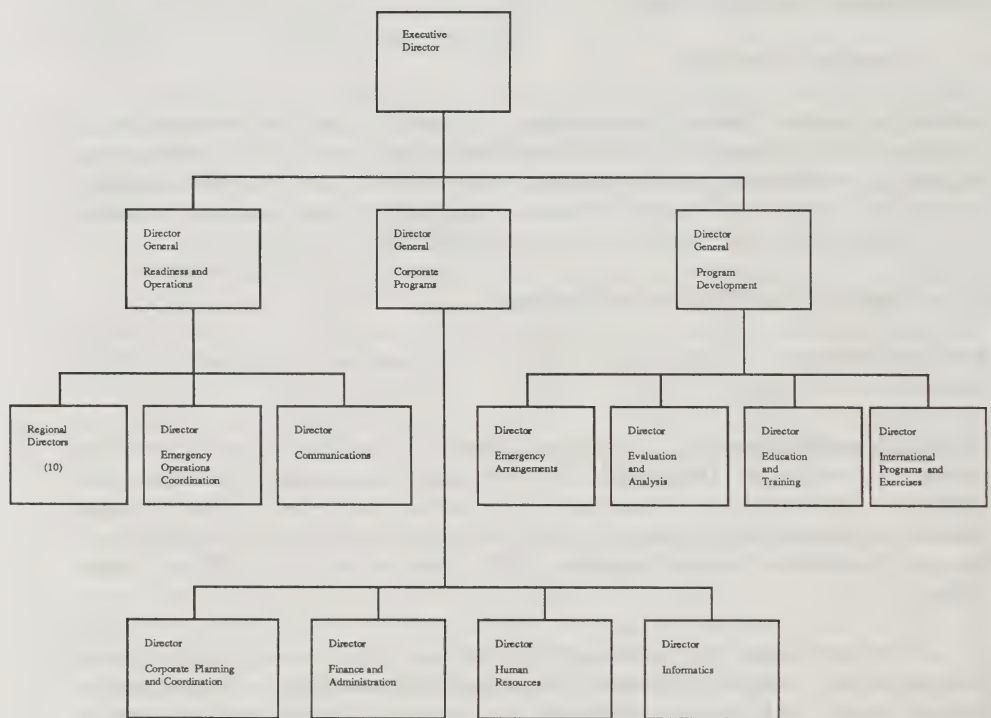 Executive
Director
Director
General
Readiness and
Operations
Director
General
Corporate
Programs
Director
General
Program
Development
Regional
Directors
(10)
Director
Emergency
Operations
Coordination
Director
Communications
Director
Emergency
Arrangements
Director
Evaluation
and
Analysis
Director
Education
and
Training
Director
International
Programs and
Exercises
Director
Corporate Planning
and Coordination
Director
Finance and
Administration
Director
Human
Resources
Director
Informatics